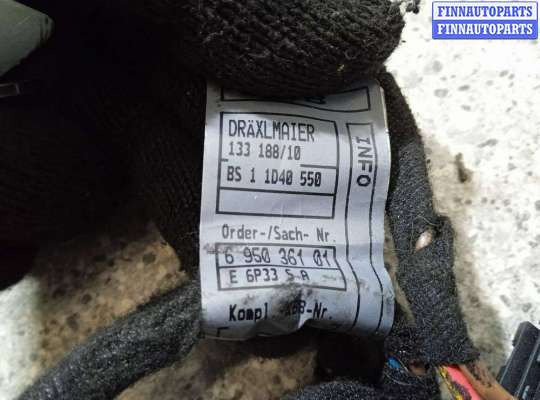 FINNAUTOPARTS
FINNAUTOPARTS
DRÄXLMAIER
133 188/10
BS 1 1D40 550
INFO
Order-/Sach- Nr.
6 950 361 01
E 6P33 S A
Kompl -Nr.